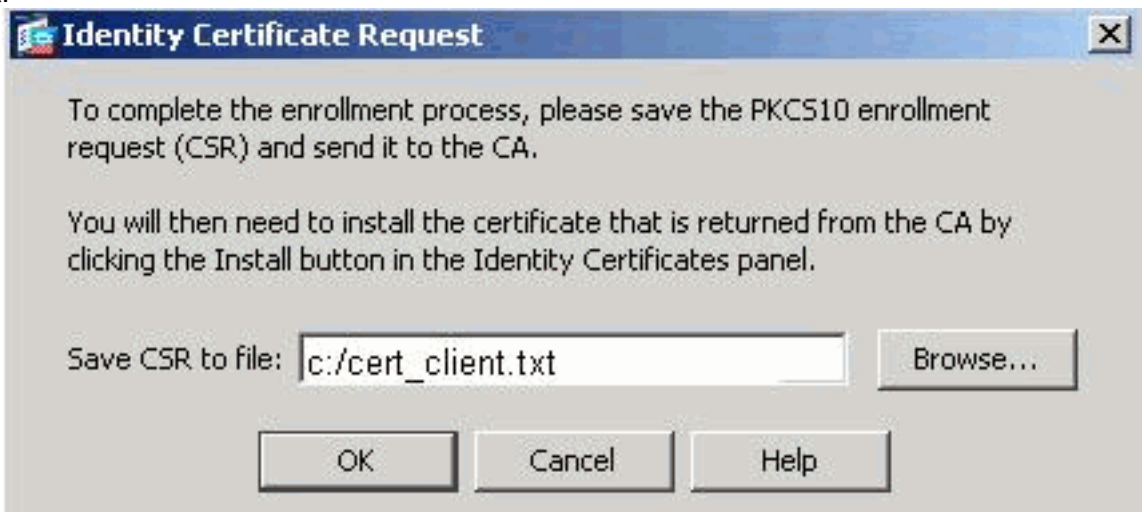 Identity Certificate Request
To complete the enrollment process, please save the PKCS10 enrollment
request (CSR) and send it to the CA.
You will then need to install the certificate that is returned from the CA by
clicking the Install button in the Identity Certificates panel.
Save CSR to file: c:/cert_client.txt Browse...
OK Cancel Help